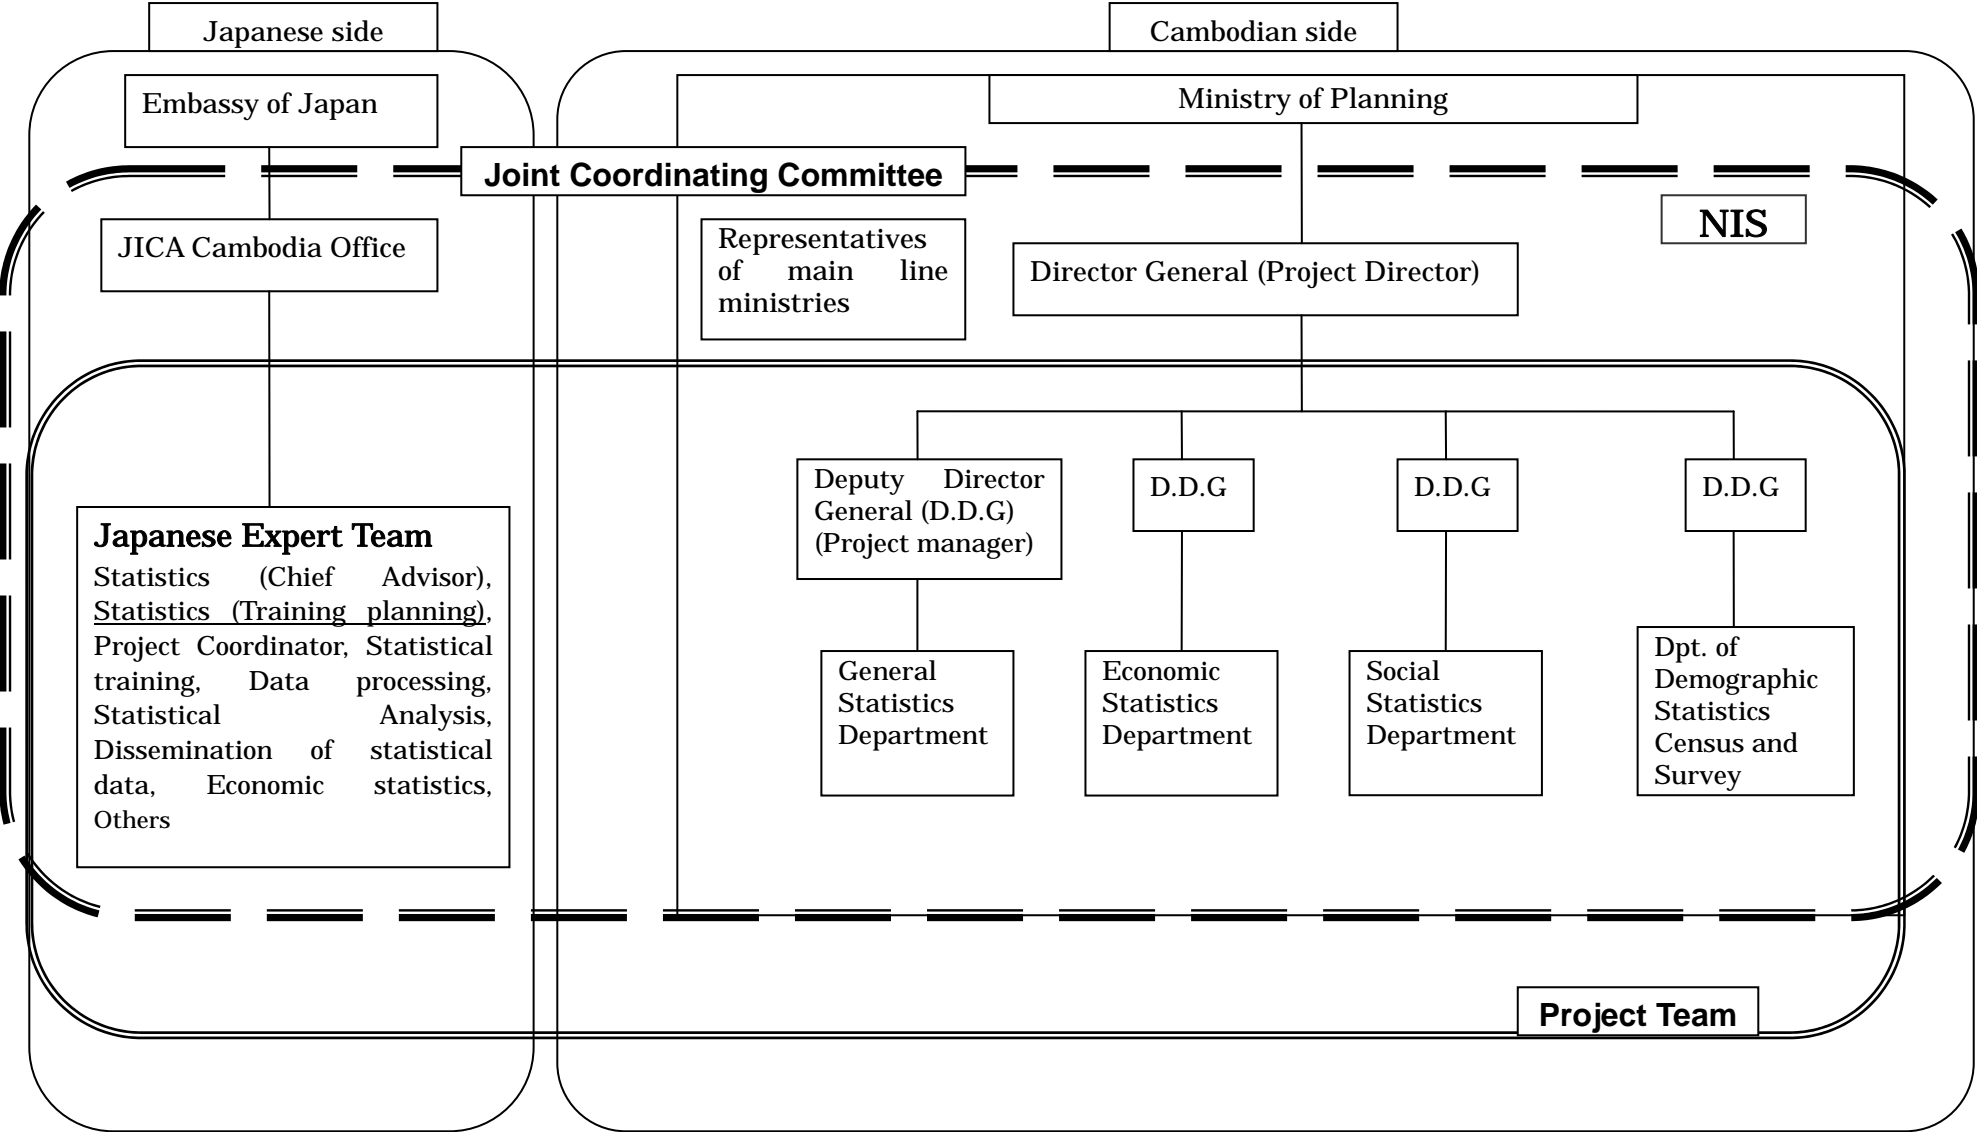 Japanese side
Cambodian side
Embassy of Japan
Ministry of Planning
Joint Coordinating Committee
NIS
JICA Cambodia Office
Representatives
of main line
ministries
Director General (Project Director)
Deputy Director
General (D.D.G)
(Project manager)
D.D.G
D.D.G
D.D.G
Japanese Expert Team
Statistics (Chief Advisor),
Statistics (Training planning),
Project Coordinator, Statistical
training, Data processing,
Statistical Analysis,
Dissemination of statistical
data, Economic statistics,
Others
General
Statistics
Department
Economic
Statistics
Department
Social
Statistics
Department
Dpt. of
Demographic
Statistics
Census and
Survey
Project Team